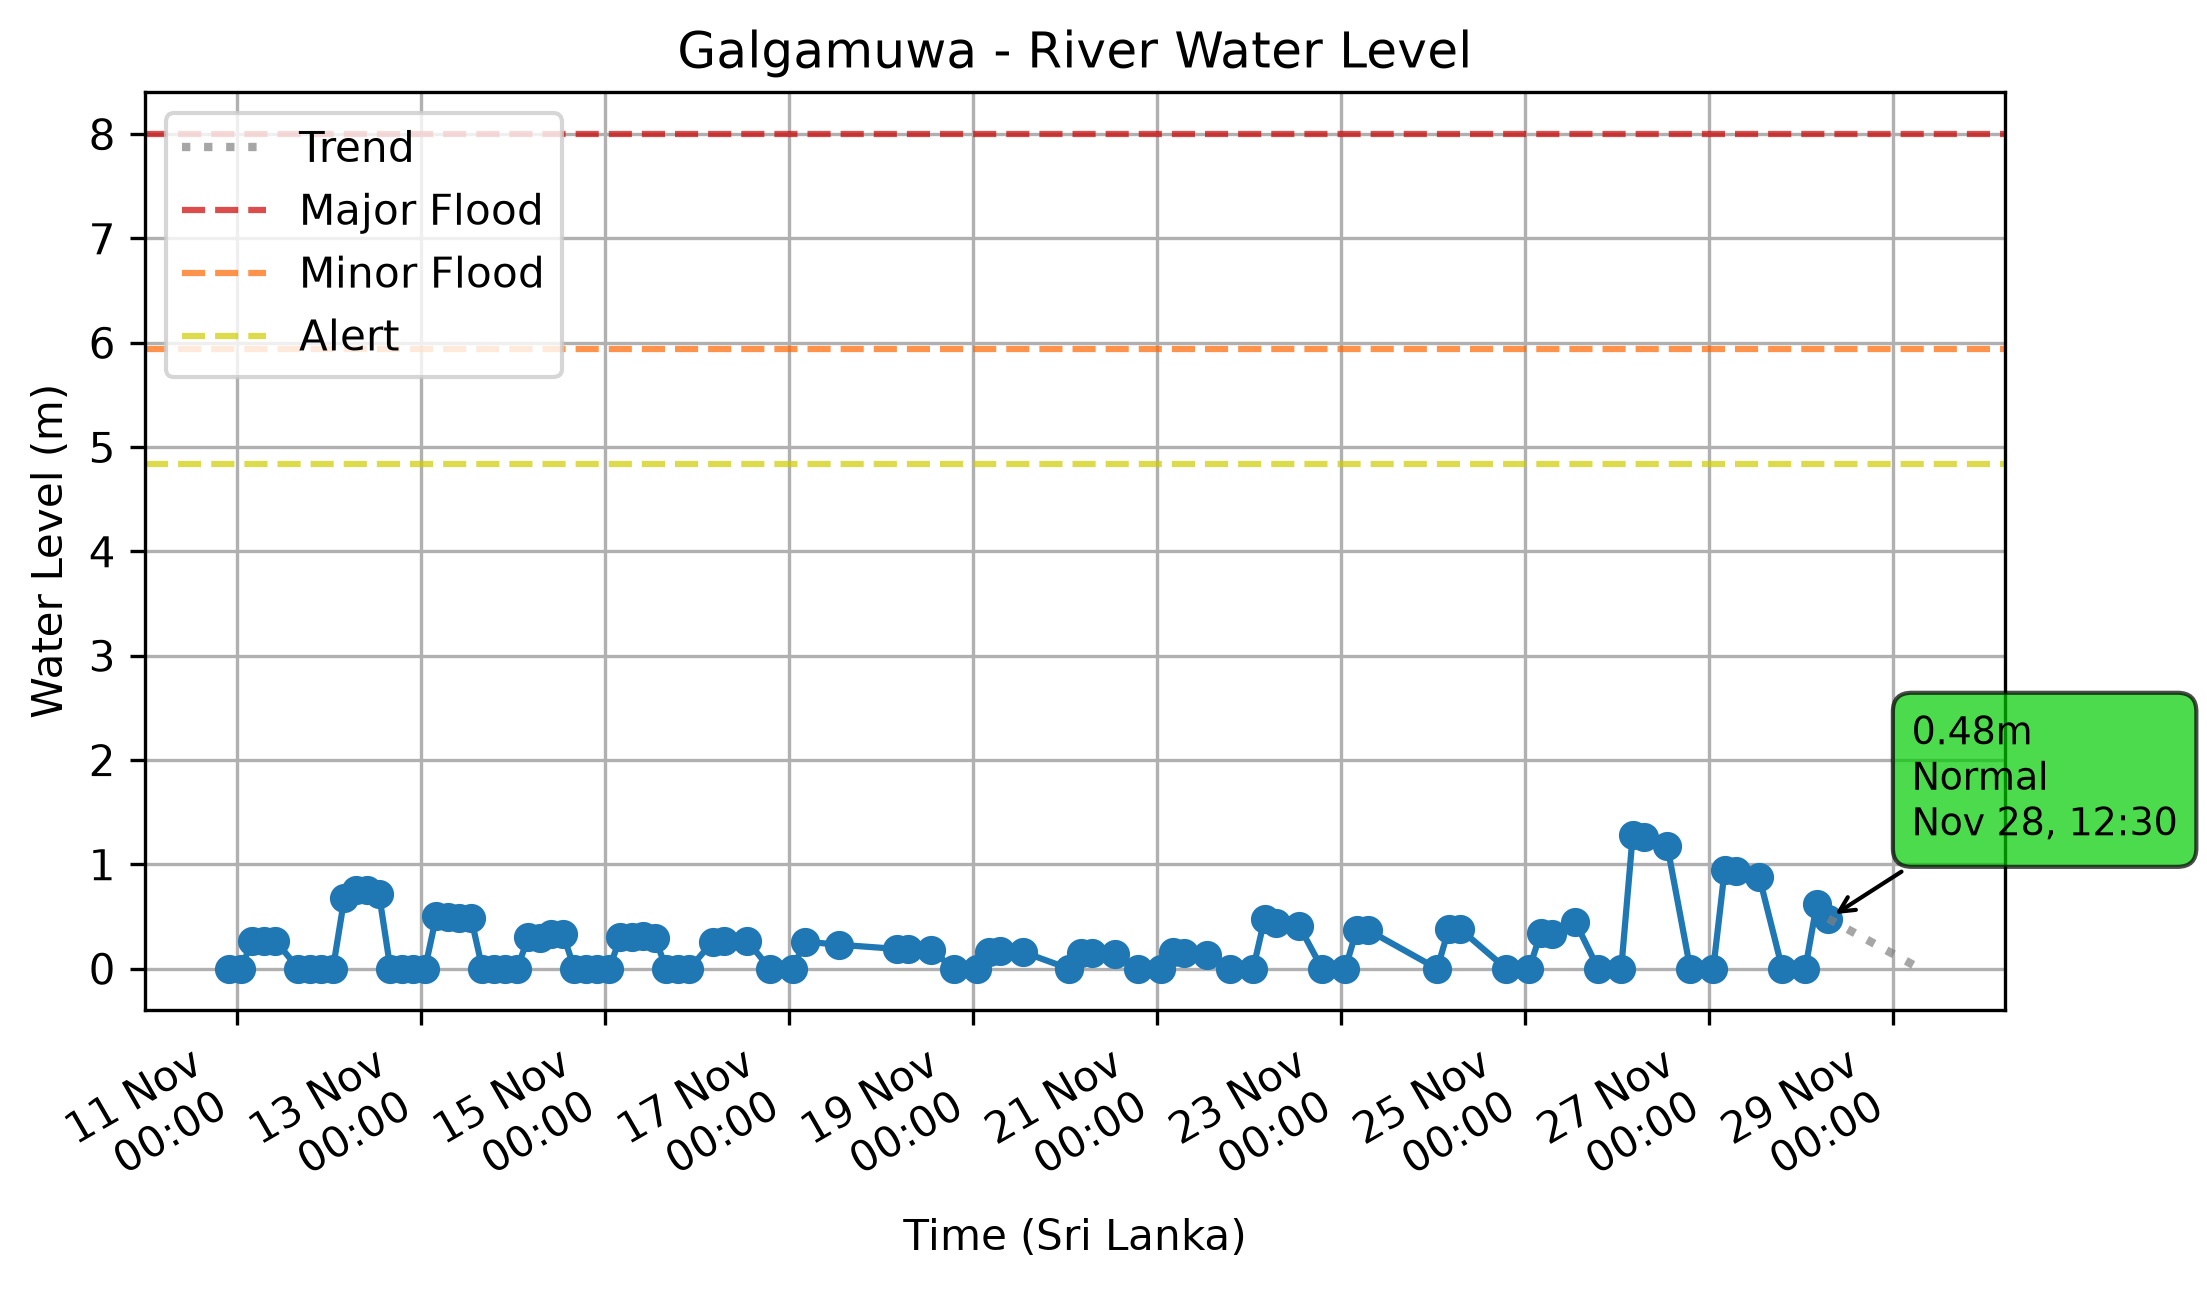 Galgamuwa - River Water Level
Trend
Major Flood
Minor Flood
Alert
8
7
6
5
4
3
2
1
0
Water Level (m)
0.48m
Normal
Nov 28, 12:30
11 Nov
00:00
13 Nov
00:00
15 Nov
00:00
17 Nov
00:00
19 Nov
00:00
21 Nov
00:00
23 Nov
00:00
25 Nov
00:00
27 Nov
00:00
29 Nov
00:00
Time (Sri Lanka)